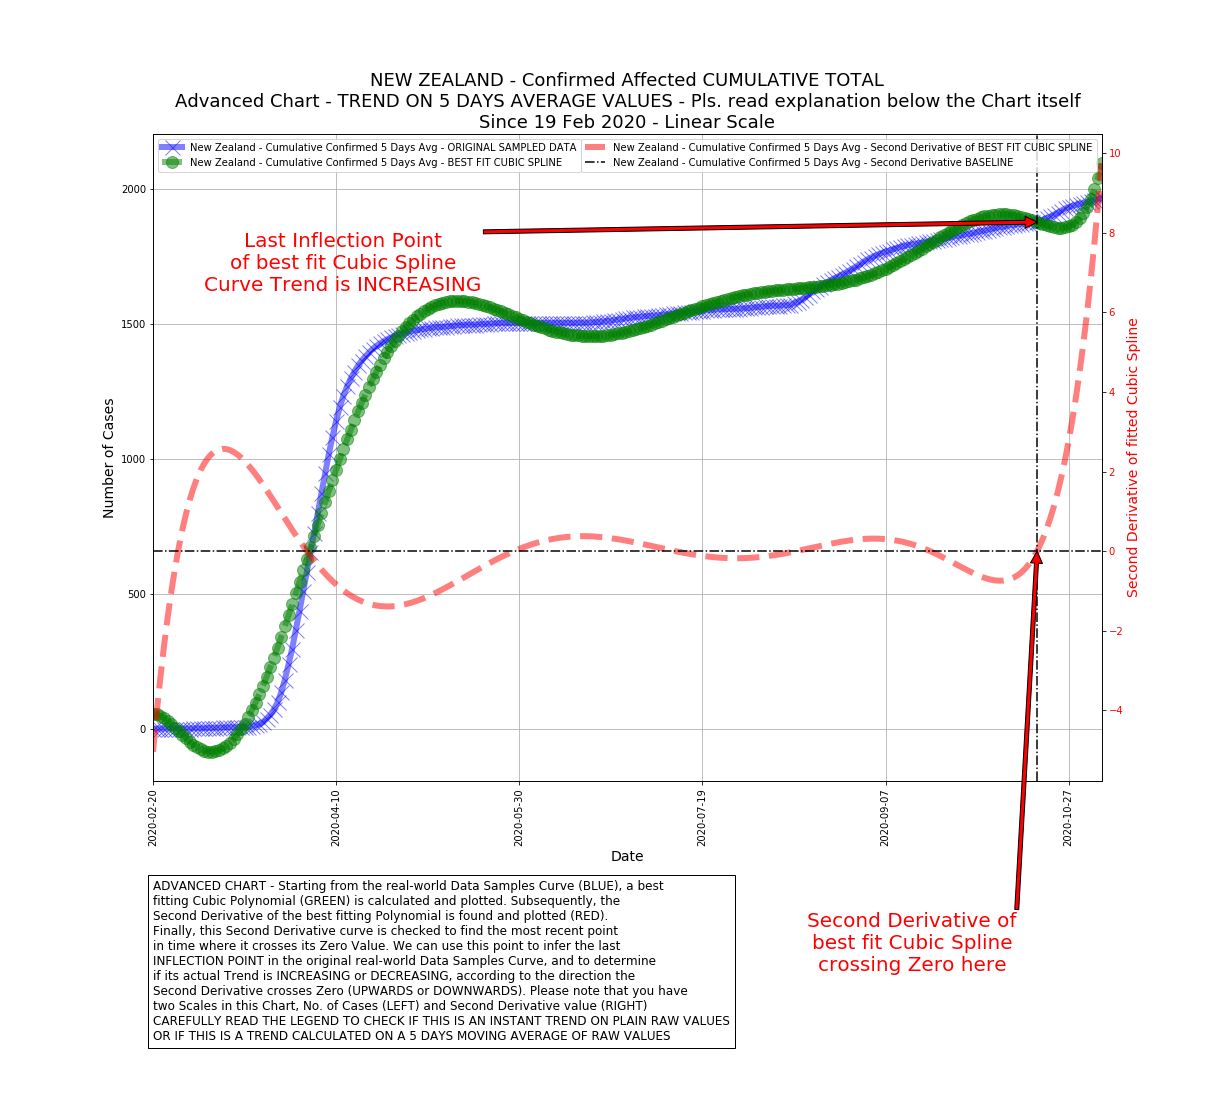 NEW ZEALAND - Confirmed Affected CUMULATIVE TOTAL
Advanced Chart - TREND ON 5 DAYS AVERAGE VALUES - Pls. read explanation below the Chart itself
Since 19 Feb 2020 - Linear Scale
New Zealand - Cumulative Confirmed 5 Days Avg - ORIGINAL SAMPLED DATA
New Zealand - Cumulative Confirmed 5 Days Avg - BEST FIT CUBIC SPLINE
New Zealand - Cumulative Confirmed 5 Days Avg - Second Derivative of BEST FIT CUBIC SPLINE
New Zealand - Cumulative Confirmed 5 Days Avg - Second Derivative BASELINE
Last Inflection Point
of best fit Cubic Spline
Curve Trend is INCREASING
Number of Cases
2000
1500
1000
500
0
10
8
6
4
2
0
−2
−4
Second Derivative of fitted Cubic Spline
2020-02-20
2020-04-10
2020-05-30
2020-07-19
2020-09-07
2020-10-27
Date
ADVANCED CHART - Starting from the real-world Data Samples Curve (BLUE), a best
fitting Cubic Polynomial (GREEN) is calculated and plotted. Subsequently, the
Second Derivative of the best fitting Polynomial is found and plotted (RED).
Finally, this Second Derivative curve is checked to find the most recent point
in time where it crosses its Zero Value. We can use this point to infer the last
INFLECTION POINT in the original real-world Data Samples Curve, and to determine
if its actual Trend is INCREASING or DECREASING, according to the direction the
Second Derivative crosses Zero (UPWARDS or DOWNWARDS). Please note that you have
two Scales in this Chart, No. of Cases (LEFT) and Second Derivative value (RIGHT)
CAREFULLY READ THE LEGEND TO CHECK IF THIS IS AN INSTANT TREND ON PLAIN RAW VALUES
OR IF THIS IS A TREND CALCULATED ON A 5 DAYS MOVING AVERAGE OF RAW VALUES
Second Derivative of
best fit Cubic Spline
crossing Zero here